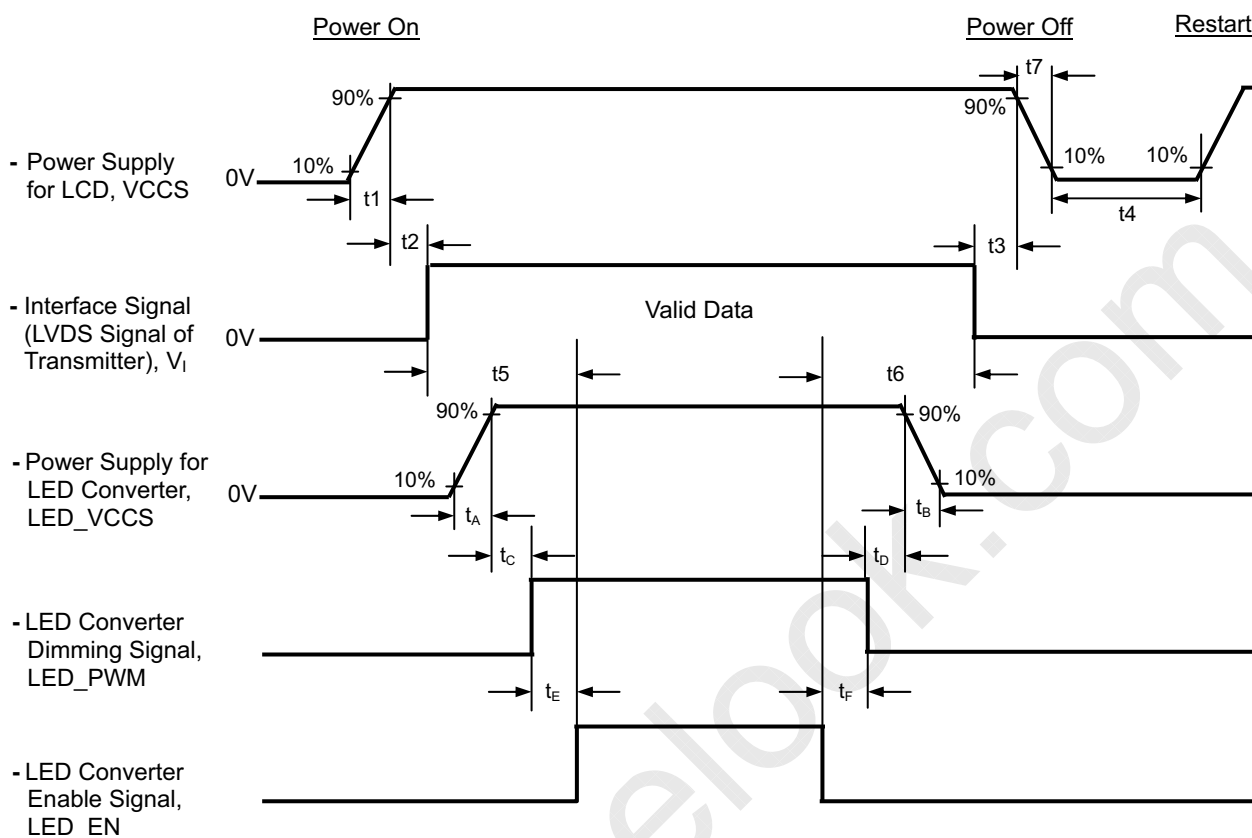 Power On
Power Off
Restart
t7
90%
90%
- Power Supply
for LCD, VCCS
0V
10%
10%
10%
t1
t4
t2
t3
- Interface Signal
(LVDS Signal of
Transmitter), VI
0V
Valid Data
t5
t6
90%
90%
- Power Supply for
LED Converter,
LED_VCCS
0V
10%
10%
tA
tB
tC
tD
- LED Converter
Dimming Signal,
LED_PWM
tE
tF
- LED Converter
Enable Signal,
LED_EN
elook.com